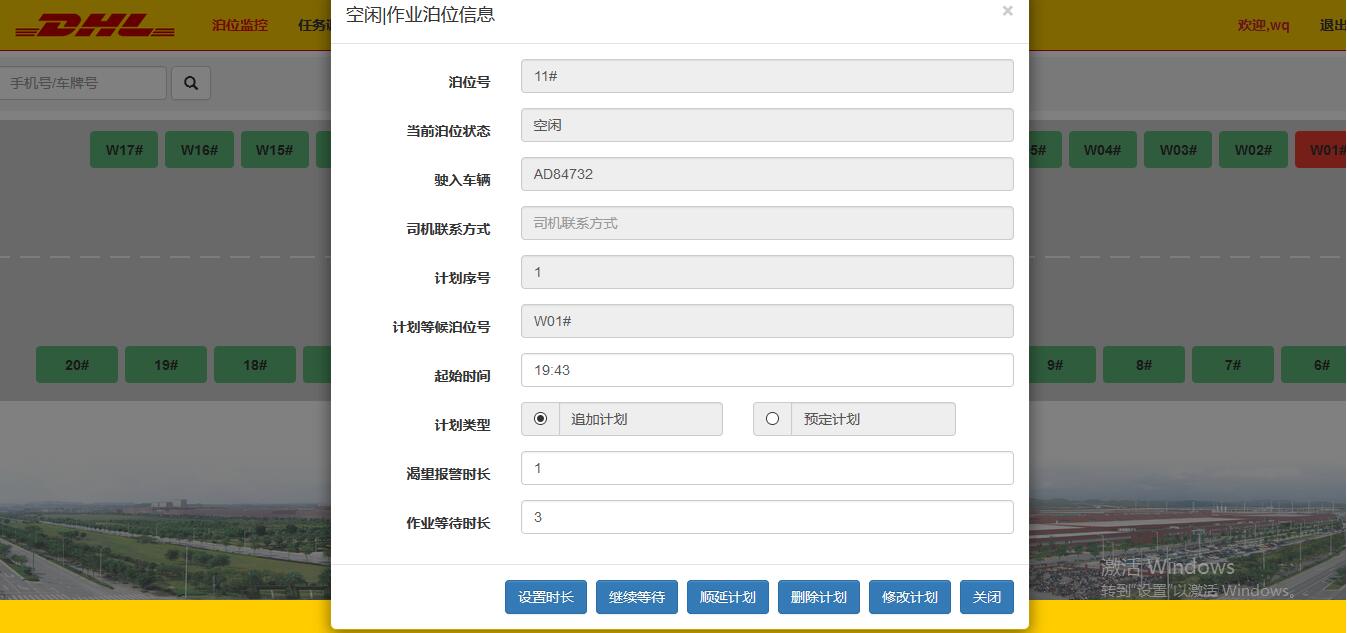 空闲|作业泊位信息
×
DHL
泊位监控
任务
欢迎,wq
退出
手机号/车牌号
泊位号
11#
当前泊位状态
空闲
W17#
W16#
W15#
5#
W04#
W03#
W02#
W01#
驶入车辆
AD84732
司机联系方式
司机联系方式
计划序号
1
计划等候泊位号
W01#
20#
19#
18#
9#
8#
7#
6#
起始时间
19:43
计划类型
追加计划
预定计划
渴望报警时长
1
作业等待时长
3
激活 Windows
转到"设置"以激活 Windows。
设置时长
继续等待
顺延计划
删除计划
修改计划
关闭